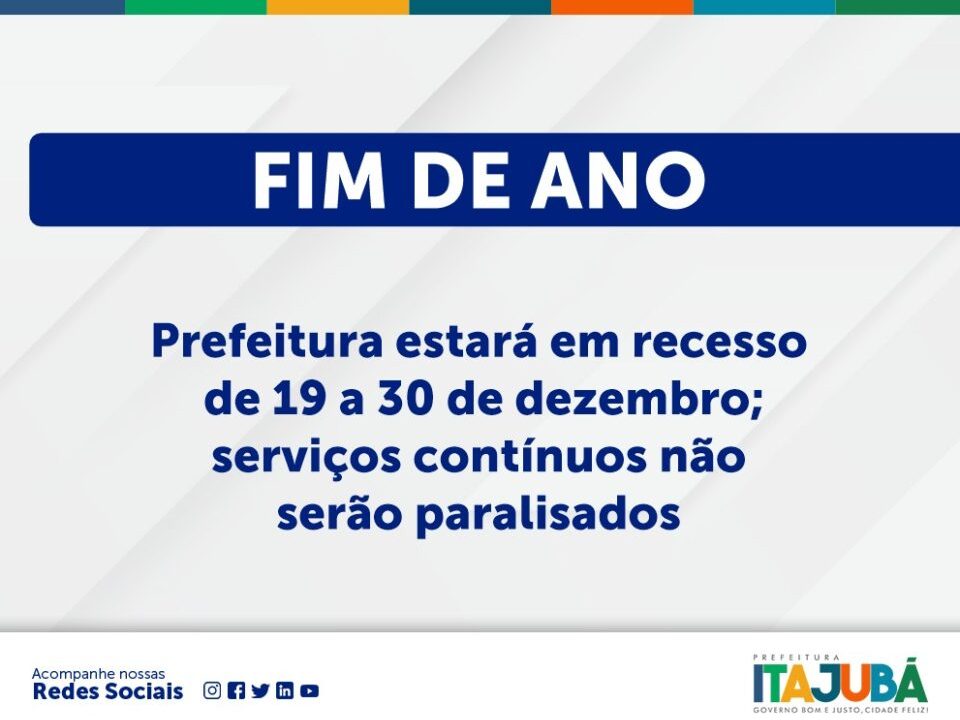 FIM DE ANO
Prefeitura estará em recesso
de 19 a 30 de dezembro;
serviços contínuos não
serão paralisados
Acompanhe nossas
Redes Sociais
PREFEITURA
ITAJUBÁ
GOVERNO BOM E JUSTO, CIDADE FELIZ!